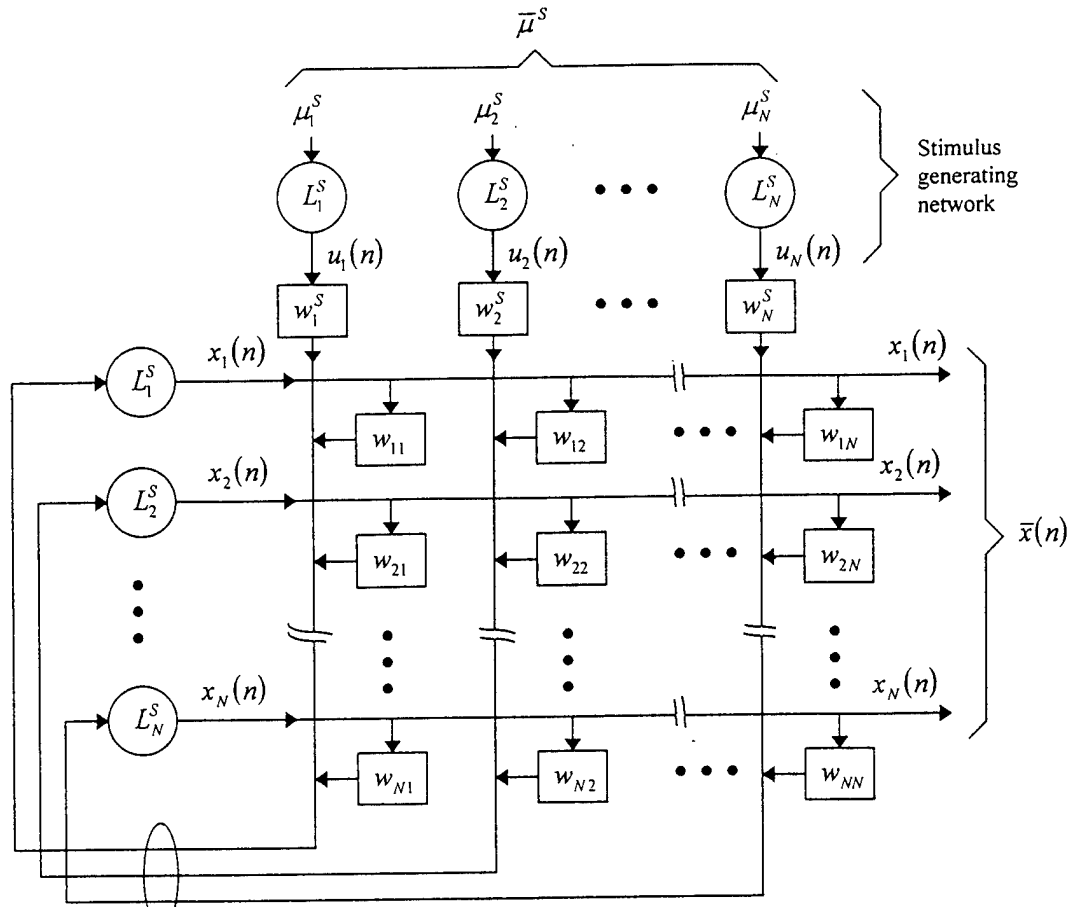 μ̄^S
μ_1^S μ_2^S μ_N^S
Stimulus
generating
network
L_1^S L_2^S L_N^S
u_1(n) u_2(n) u_N(n)
w_1^S w_2^S w_N^S
x_1(n) x_1(n)
L_1^S
w_11 w_12 w_1N
x_2(n) x_2(n)
L_2^S
w_21 w_22 w_2N
x̄(n)
x_N(n) x_N(n)
L_N^S
w_N1 w_N2 w_NN